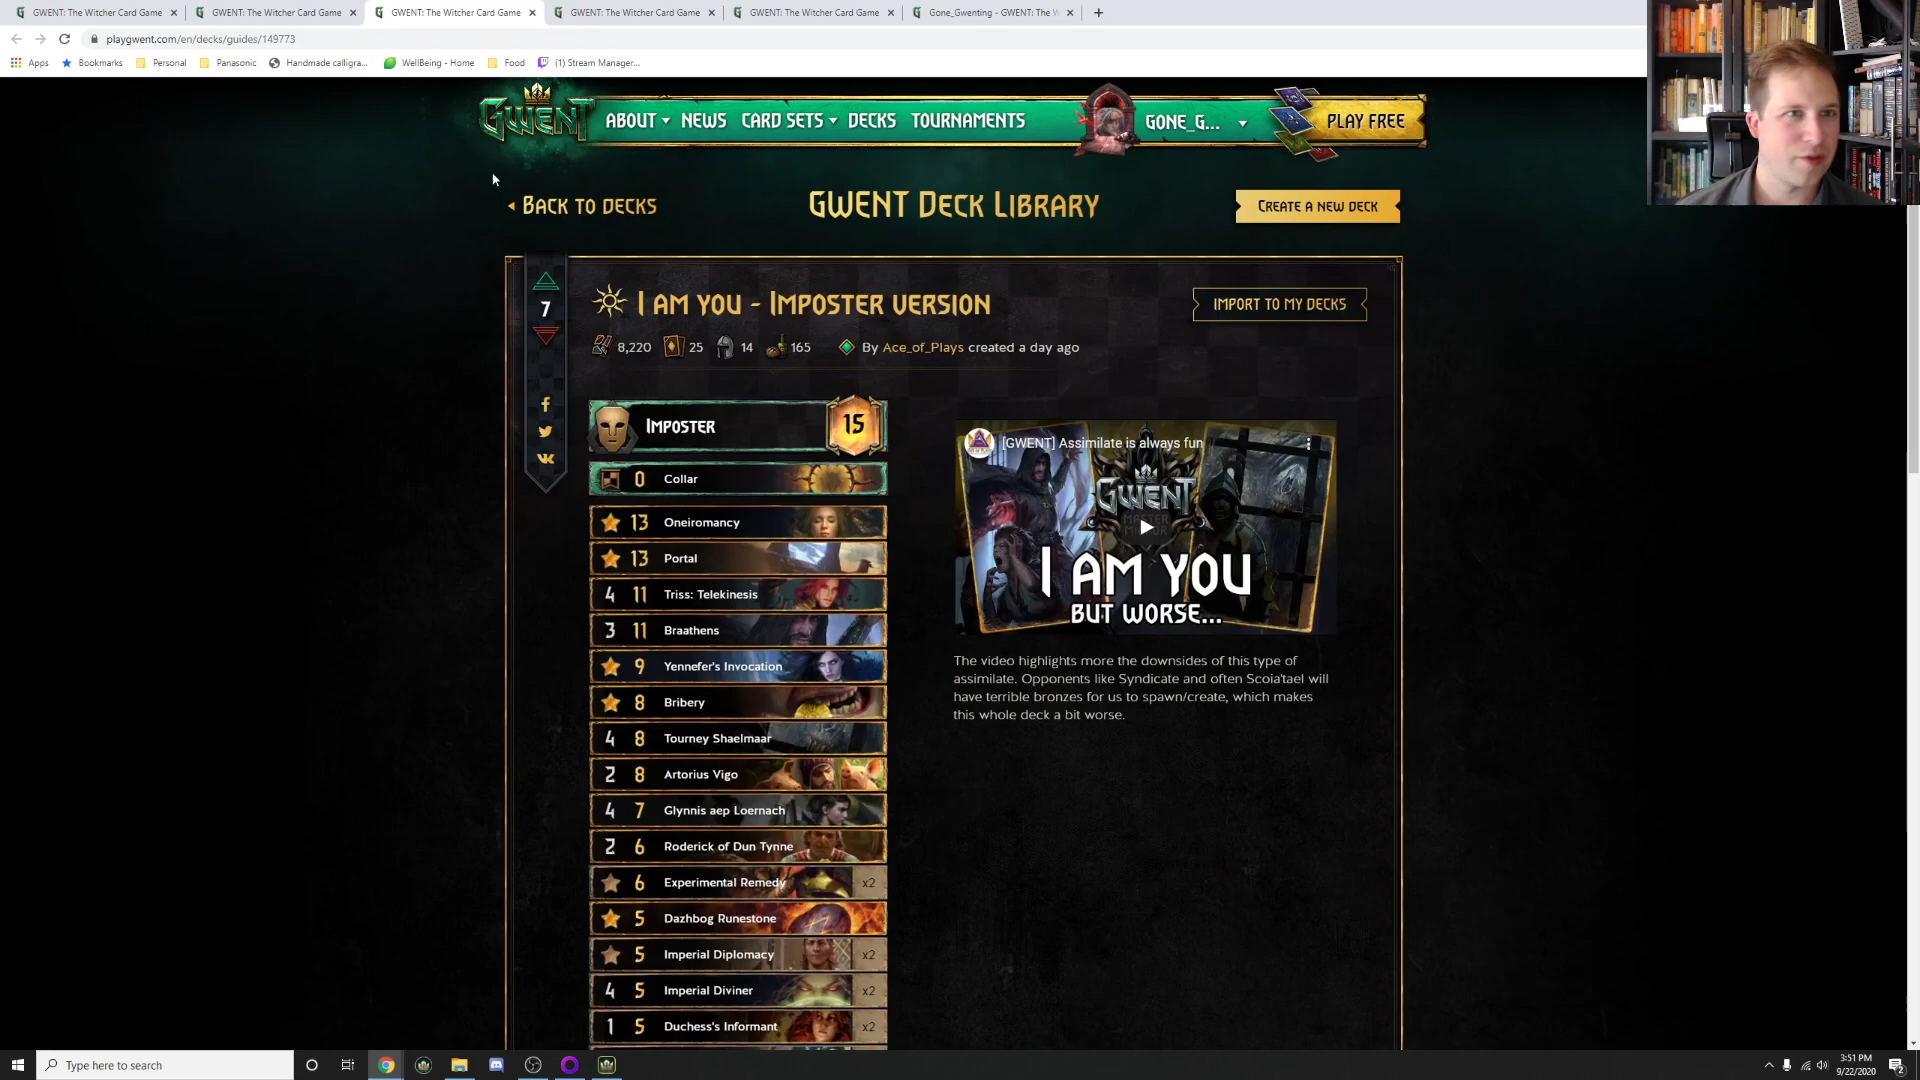 GWENT: The Witcher Card Game
GWENT: The Witcher Card Game
GWENT: The Witcher Card Game
GWENT: The Witcher Card Game
GWENT: The Witcher Card Game
Gone_Gwenting - GWENT: The W
playgwent.com/en/decks/guides/149773
Apps
Bookmarks
Personal
Panasonic
Handmade calligra...
WellBeing - Home
Food
(1) Stream Manager...
GWENT
ABOUT
NEWS
CARD SETS
DECKS
TOURNAMENTS
GONE_G...
PLAY FREE
BACK TO DECKS
GWENT DECK LIBRARY
CREATE A NEW DECK
7
I AM YOU - IMPOSTER VERSION
IMPORT TO MY DECKS
8,220 25 14 165 By Ace_of_Plays created a day ago
IMPOSTER 15
0 Collar
13 Oneiromancy
13 Portal
4 11 Triss: Telekinesis
3 11 Braathens
9 Yennefer's Invocation
8 Bribery
4 8 Tourney Shaelmaar
2 8 Artorius Vigo
4 7 Glynnis aep Loernach
2 6 Roderick of Dun Tynne
6 Experimental Remedy x2
5 Dazhbog Runestone
5 Imperial Diplomacy x2
4 5 Imperial Diviner x2
1 5 Duchess's Informant x2
[GWENT] Assimilate is always fun
GWENT
I AM YOU
BUT WORSE...
The video highlights more the downsides of this type of
assimilate. Opponents like Syndicate and often Scoia'tael will
have terrible bronzes for us to spawn/create, which makes
this whole deck a bit worse.
Type here to search
3:51 PM
9/22/2020
2